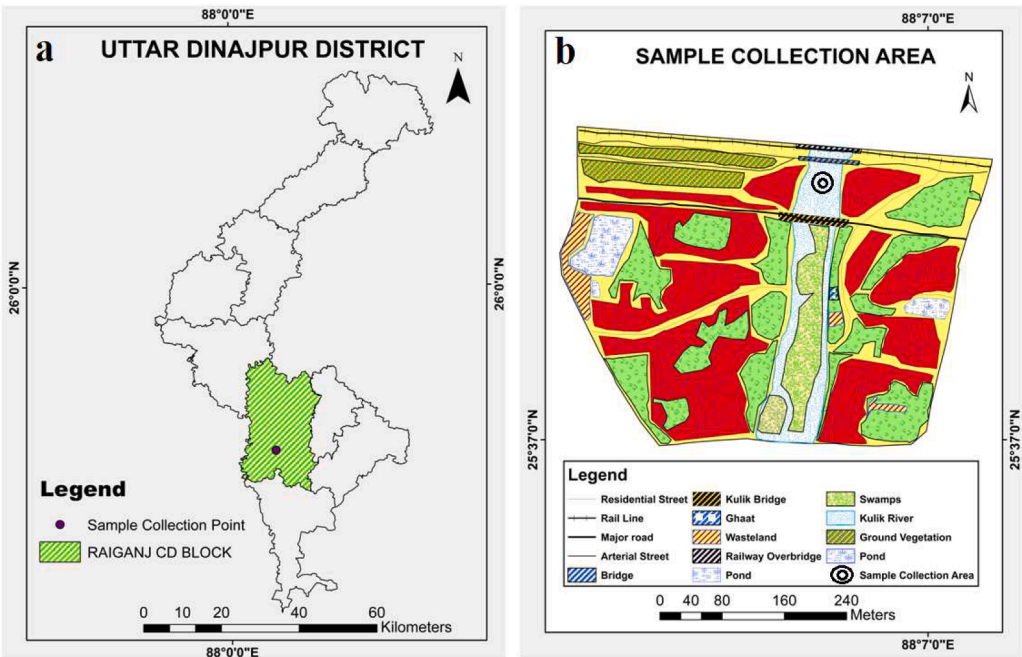 88°0'0"E
a
UTTAR DINAJPUR DISTRICT
N
26°0'0"N
26°0'0"N
Legend
Sample Collection Point
RAIGANJ CD BLOCK
0 10 20 40 60
Kilometers
88°0'0"E
88°7'0"E
b
SAMPLE COLLECTION AREA
N
25°37'0"N
25°37'0"N
Legend
Residential Street Kulik Bridge Swamps
Rail Line Ghaat Kulik River
Major road Wasteland Ground Vegetation
Arterial Street Railway Overbridge Pond
Bridge Pond Sample Collection Area
0 40 80 160 240
Meters
88°7'0"E